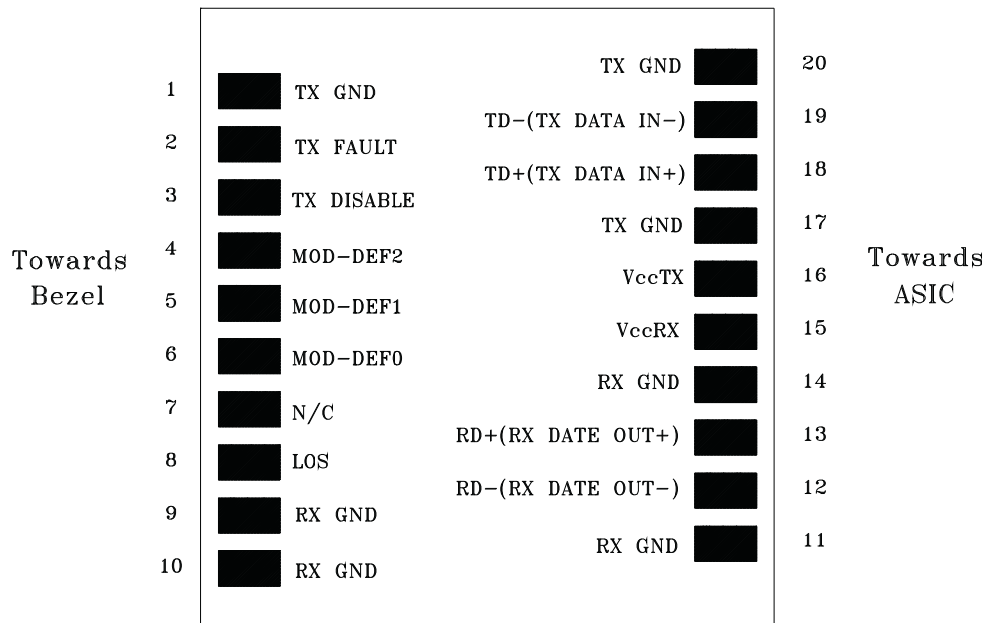 Towards
Bezel
1 TX GND
2 TX FAULT
3 TX DISABLE
4 MOD-DEF2
5 MOD-DEF1
6 MOD-DEF0
7 N/C
8 LOS
9 RX GND
10 RX GND
TX GND 20
TD-(TX DATA IN-) 19
TD+(TX DATA IN+) 18
TX GND 17
VccTX 16
VccRX 15
RX GND 14
RD+(RX DATE OUT+) 13
RD-(RX DATE OUT-) 12
RX GND 11
Towards
ASIC